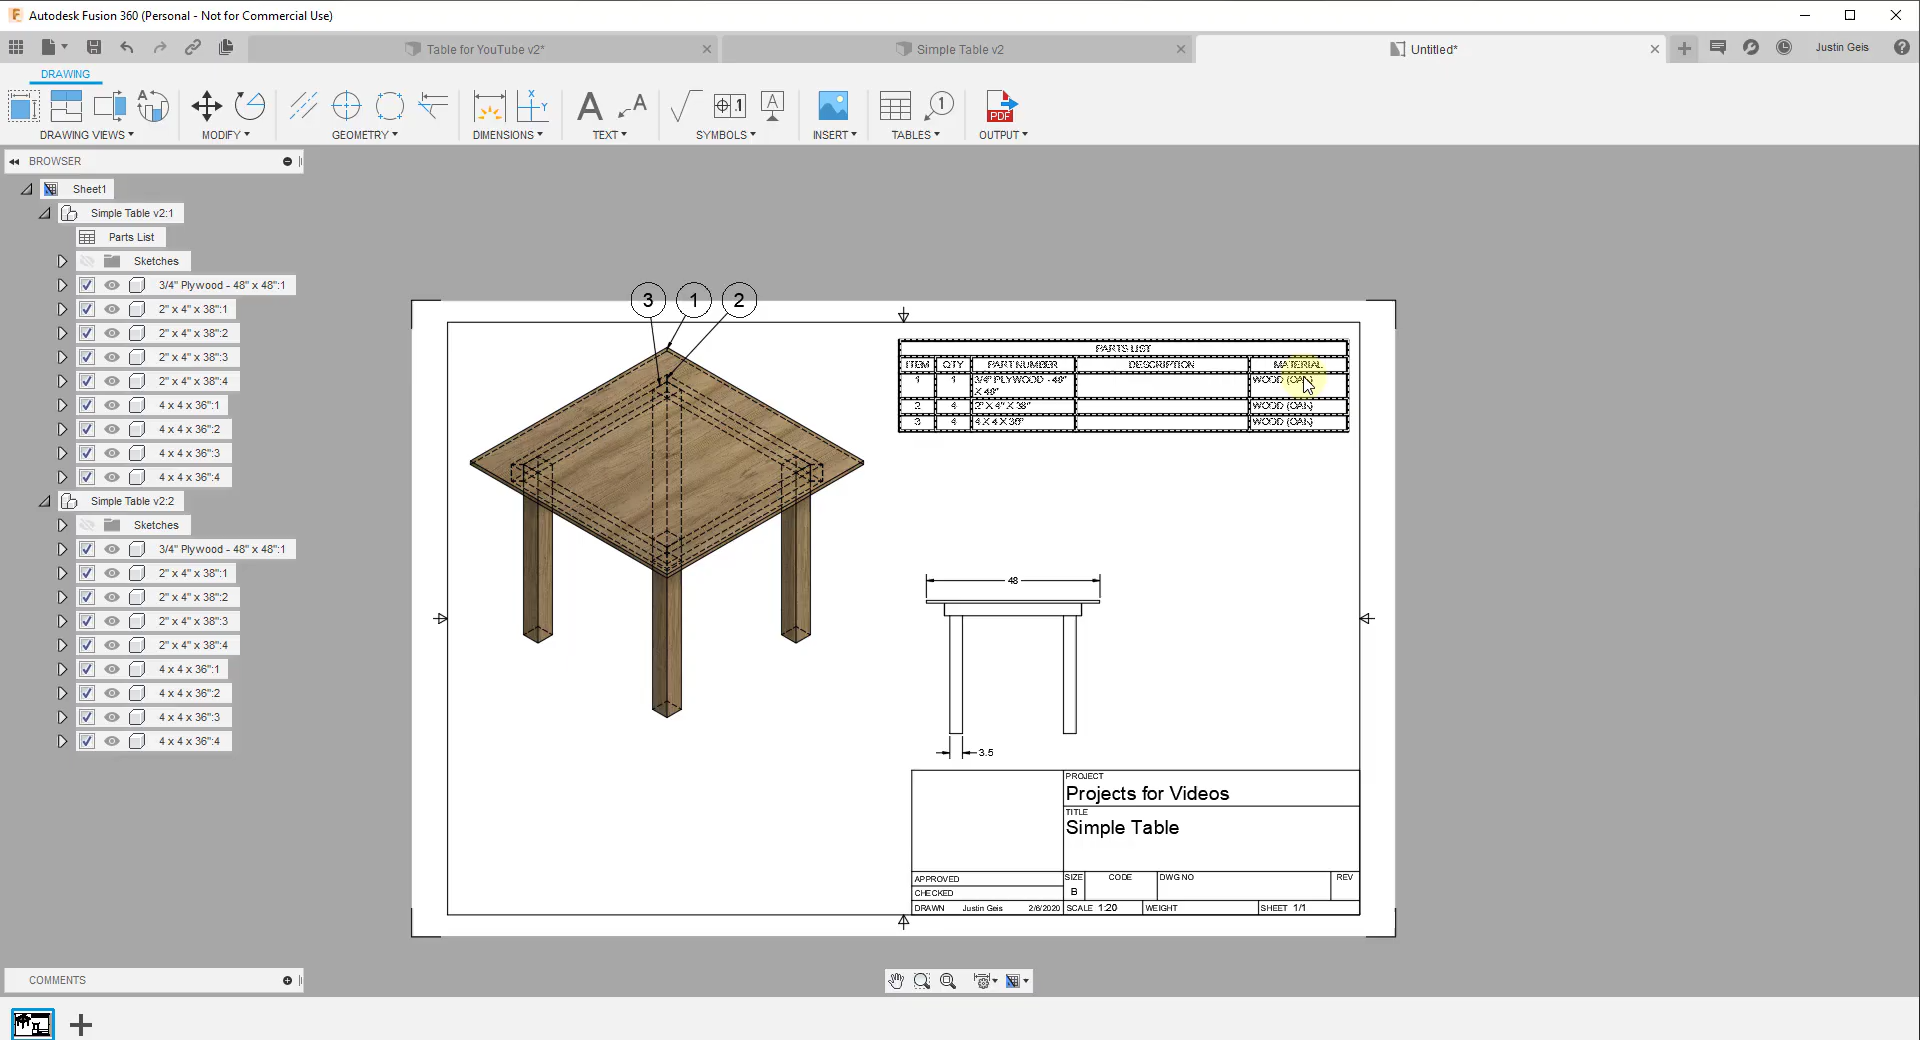 Autodesk Fusion 360 (Personal - Not for Commercial Use)
Table for YouTube v2*
Simple Table v2
Untitled*
Justin Geis
DRAWING
DRAWING VIEWS
MODIFY
GEOMETRY
DIMENSIONS
TEXT
SYMBOLS
INSERT
TABLES
PDF
OUTPUT
BROWSER
Sheet1
Simple Table v2:1
Parts List
Sketches
3/4" Plywood - 48" x 48":1
2" x 4" x 38":1
2" x 4" x 38":2
2" x 4" x 38":3
2" x 4" x 38":4
4 x 4 x 36":1
4 x 4 x 36":2
4 x 4 x 36":3
4 x 4 x 36":4
Simple Table v2:2
Sketches
3/4" Plywood - 48" x 48":1
2" x 4" x 38":1
2" x 4" x 38":2
2" x 4" x 38":3
2" x 4" x 38":4
4 x 4 x 36":1
4 x 4 x 36":2
4 x 4 x 36":3
4 x 4 x 36":4
3 1 2
PARTS LIST
ITEM QTY PART NUMBER DESCRIPTION MATERIAL
1 1 3/4" PLYWOOD - 48" WOOD (OAK)
X 48"
2 4 2" X 4" X 38" WOOD (OAK)
3 4 4 X 4 X 36" WOOD (OAK)
48
3.5
PROJECT
Projects for Videos
TITLE
Simple Table
APPROVED
SIZE CODE DWG NO REV
CHECKED
B
DRAWN Justin Geis 2/6/2020 SCALE 1:20 WEIGHT SHEET 1/1
COMMENTS